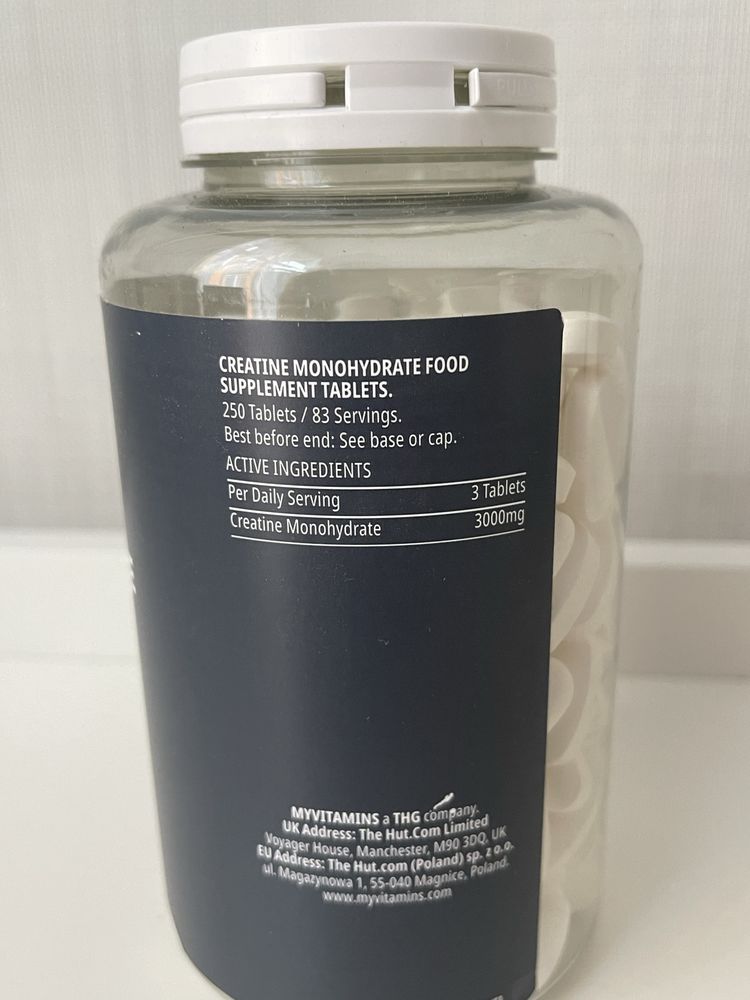 CREATINE MONOHYDRATE FOOD
SUPPLEMENT TABLETS.
250 Tablets / 83 Servings.
Best before end: See base or cap.
ACTIVE INGREDIENTS
Per Daily Serving 3 Tablets
Creatine Monohydrate 3000mg
MYVITAMINS a THG company.
UK Address: The Hut.Com Limited
Voyager House, Manchester, M90 3DQ, UK
EU Address: The Hut.com (Poland) sp. z o.o.
ul. Magazynowa 1, 55-040 Magnice, Poland.
www.myvitamins.com